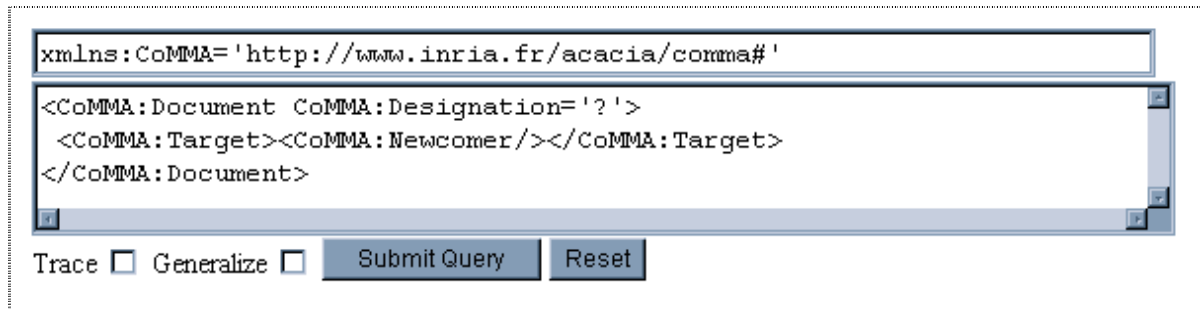 xmlns:CoMMA='http://www.inria.fr/acacia/comma#'
<CoMMA:Document CoMMA:Designation='?'>
<CoMMA:Target><CoMMA:Newcomer/></CoMMA:Target>
</CoMMA:Document>
Trace Generalize Submit Query Reset